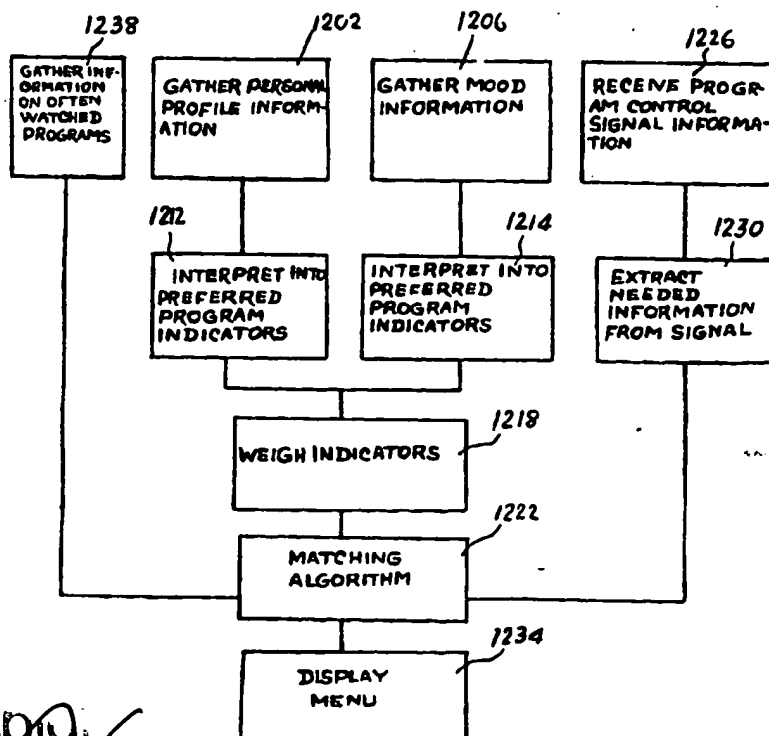 1238
1202
1206
1226
GATHER INF-
ORMATION
ON OFTEN
WATCHED
PROGRAMS
GATHER PERSONAL
PROFILE INFORM-
ATION
GATHER MOOD
INFORMATION
RECEIVE PROGR-
AM CONTROL
SIGNAL INFORMA-
TION
1212
1214
1230
INTERPRET INTO
PREFERRED
PROGRAM
INDICATORS
INTERPRET INTO
PREFERRED
PROGRAM
INDICATORS
EXTRACT
NEEDED
INFORMATION
FROM SIGNAL
1218
WEIGH INDICATORS
1222
MATCHING
ALGORITHM
1234
DISPLAY
MENU